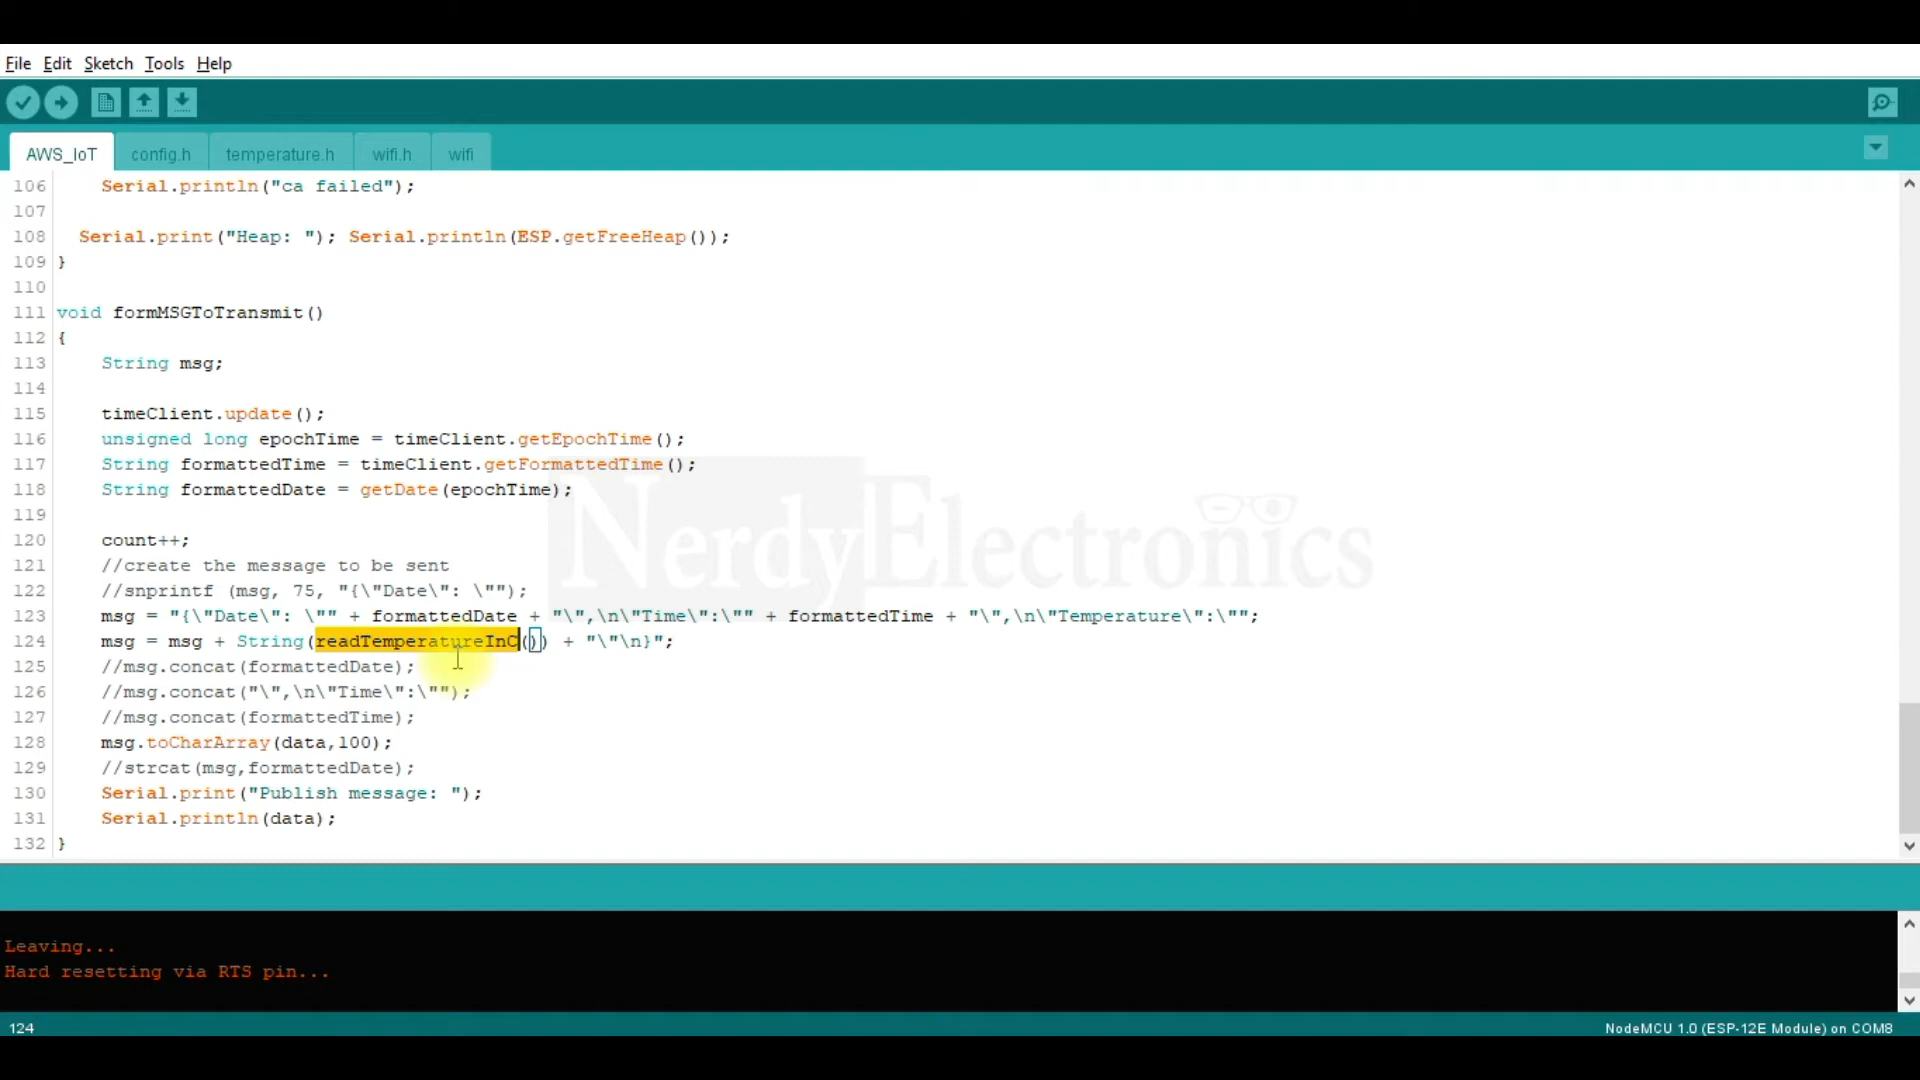 File Edit Sketch Tools Help
AWS_IoT config.h temperature.h wifi.h wifi
106 Serial.println("ca failed");
107
108 Serial.print("Heap: "); Serial.println(ESP.getFreeHeap());
109 }
110
111 void formMSGToTransmit()
112 {
113 String msg;
114
115 timeClient.update();
116 unsigned long epochTime = timeClient.getEpochTime();
117 String formattedTime = timeClient.getFormattedTime();
118 String formattedDate = getDate(epochTime);
119
120 count++;
121 //create the message to be sent
122 //snprintf (msg, 75, "{\"Date\": \"");
123 msg = "{\"Date\": \"" + formattedDate + "\",\n\"Time\":\"" + formattedTime + "\",\n\"Temperature\":\"";
124 msg = msg + String(readTemperatureInC()) + "\"\n}";
125 //msg.concat(formattedDate);
126 //msg.concat("\",\n\"Time\":\"");
127 //msg.concat(formattedTime);
128 msg.toCharArray(data,100);
129 //strcat(msg,formattedDate);
130 Serial.print("Publish message: ");
131 Serial.println(data);
132 }
NerdyElectronics
Leaving...
Hard resetting via RTS pin...
124 NodeMCU 1.0 (ESP-12E Module) on COM8